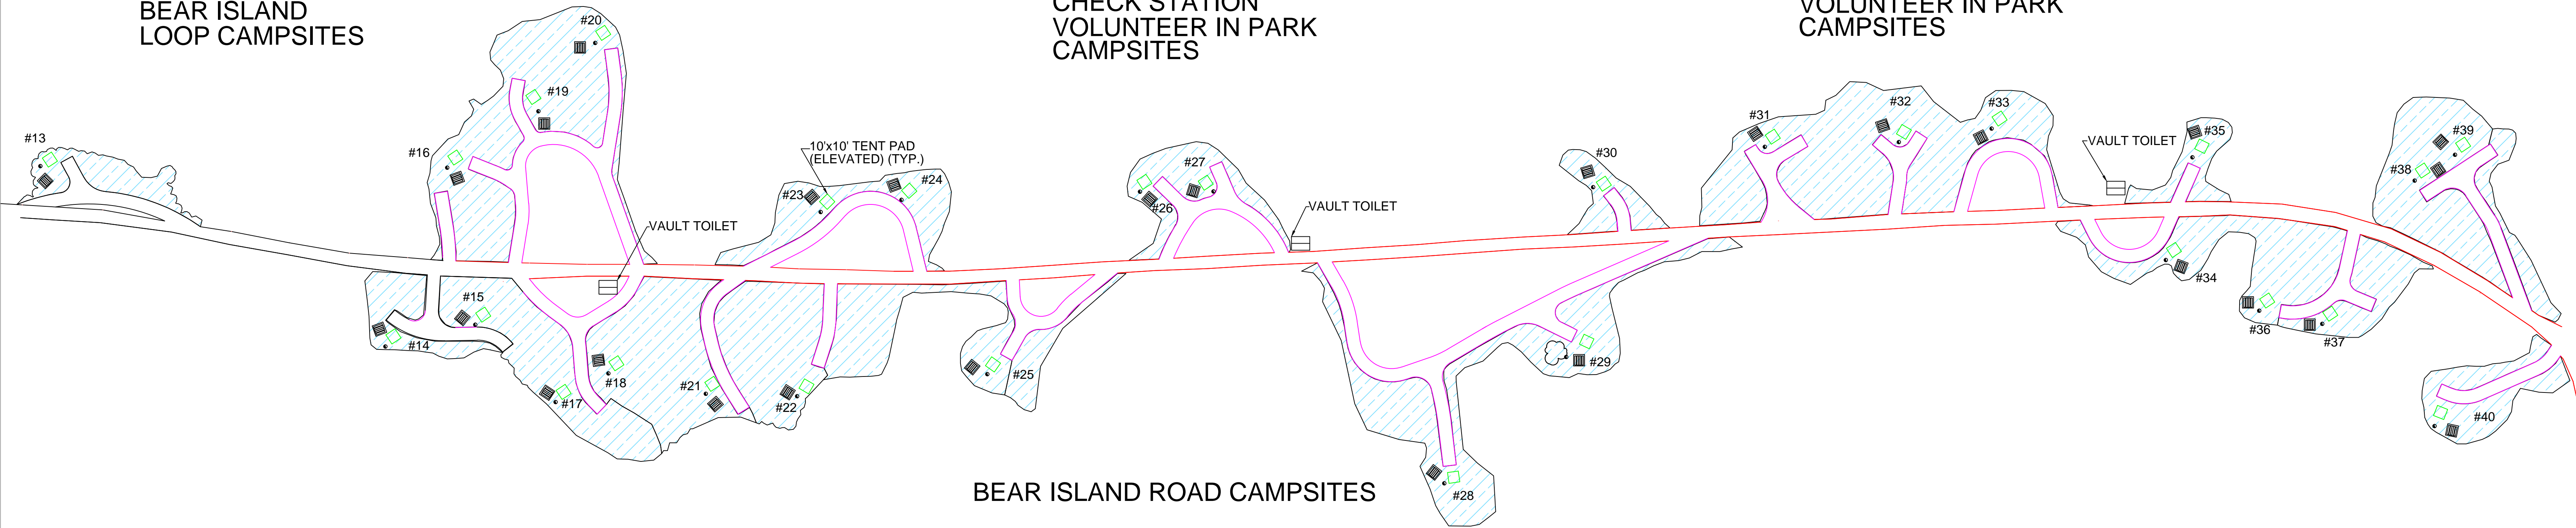 BEAR ISLAND
LOOP CAMPSITES
CHECK STATION
VOLUNTEER IN PARK
CAMPSITES
VOLUNTEER IN PARK
CAMPSITES
#13
#16
#20
#19
#15
#14
#17
#18
VAULT TOILET
#21
#22
10'x10' TENT PAD
(ELEVATED) (TYP.)
#23
#24
#25
#26
#27
VAULT TOILET
#28
#29
#30
#31
#32
#33
VAULT TOILET
#35
#34
#36
#37
#38
#39
#40
BEAR ISLAND ROAD CAMPSITES